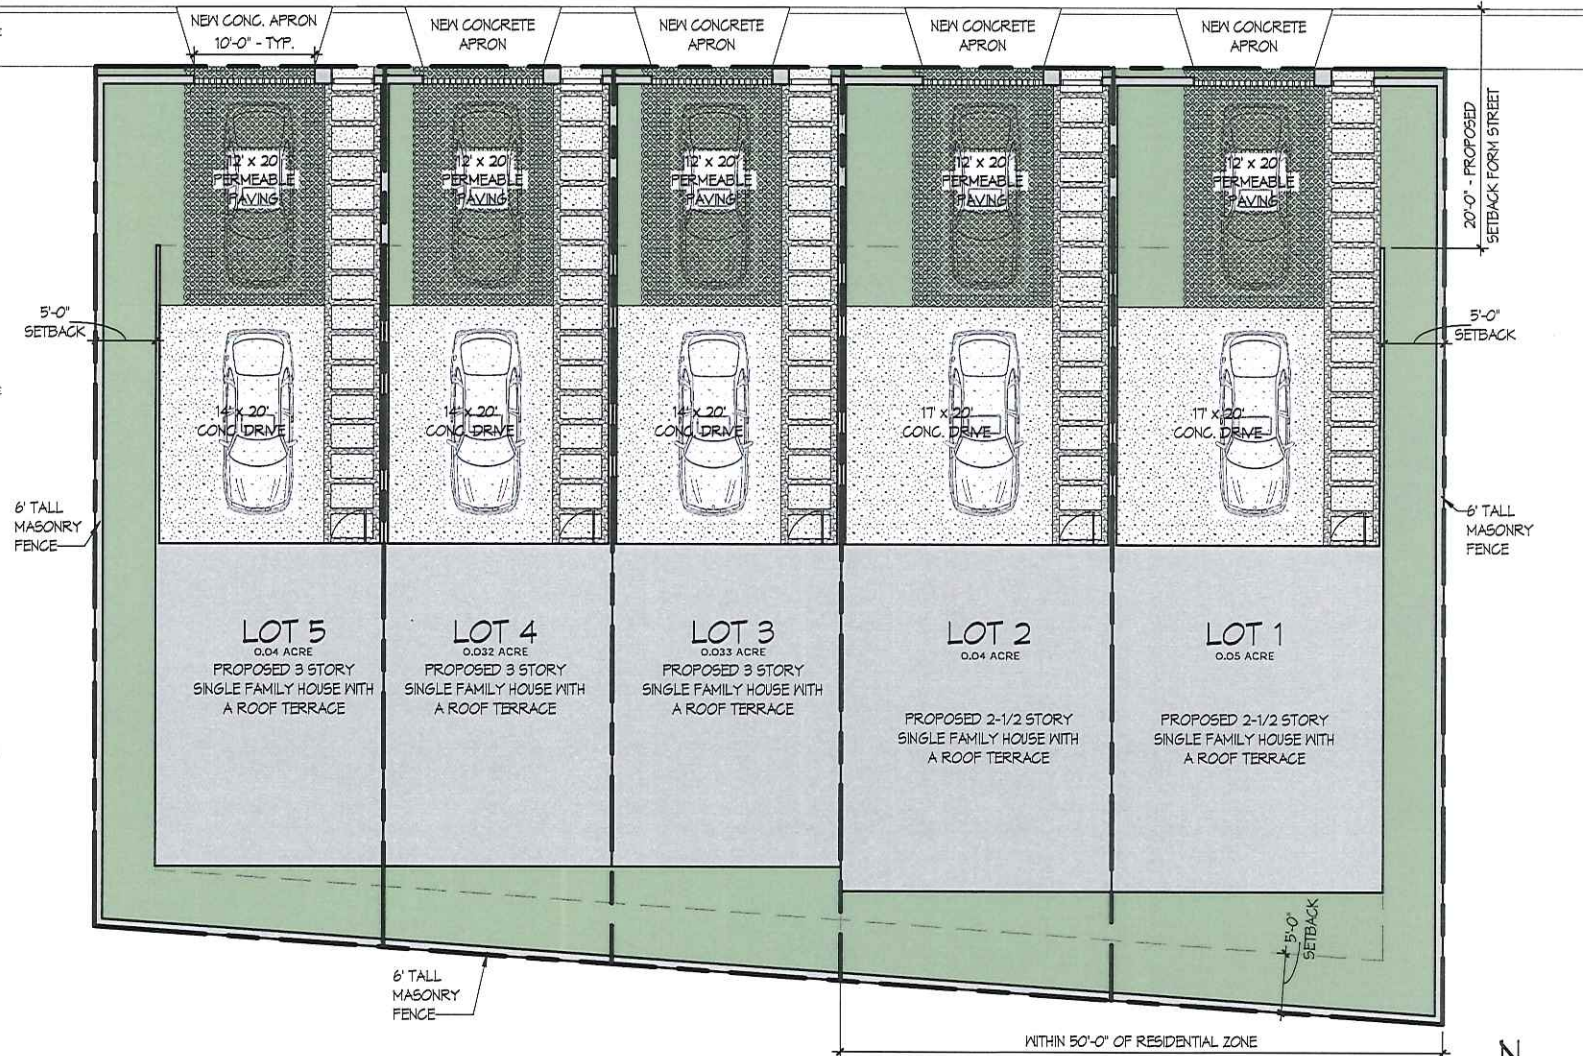 NEW CONC. APRON
10'-0" - TYP.
NEW CONCRETE
APRON
NEW CONCRETE
APRON
NEW CONCRETE
APRON
NEW CONCRETE
APRON
20'-0" - PROPOSED
SETBACK FORM STREET
12' x 20'
PERMEABLE
PAVING
12' x 20'
PERMEABLE
PAVING
12' x 20'
PERMEABLE
PAVING
12' x 20'
PERMEABLE
PAVING
12' x 20'
PERMEABLE
PAVING
5'-0"
SETBACK
5'-0"
SETBACK
14' x 20'
CONC. DRIVE
14' x 20'
CONC. DRIVE
14' x 20'
CONC. DRIVE
17' x 20'
CONC. DRIVE
17' x 20'
CONC. DRIVE
6' TALL
MASONRY
FENCE
6' TALL
MASONRY
FENCE
LOT 5
0.04 ACRE
PROPOSED 3 STORY
SINGLE FAMILY HOUSE WITH
A ROOF TERRACE
LOT 4
0.032 ACRE
PROPOSED 3 STORY
SINGLE FAMILY HOUSE WITH
A ROOF TERRACE
LOT 3
0.033 ACRE
PROPOSED 3 STORY
SINGLE FAMILY HOUSE WITH
A ROOF TERRACE
LOT 2
0.04 ACRE
PROPOSED 2-1/2 STORY
SINGLE FAMILY HOUSE WITH
A ROOF TERRACE
LOT 1
0.05 ACRE
PROPOSED 2-1/2 STORY
SINGLE FAMILY HOUSE WITH
A ROOF TERRACE
5'-0"
SETBACK
6' TALL
MASONRY
FENCE
WITHIN 50'-0" OF RESIDENTIAL ZONE
N